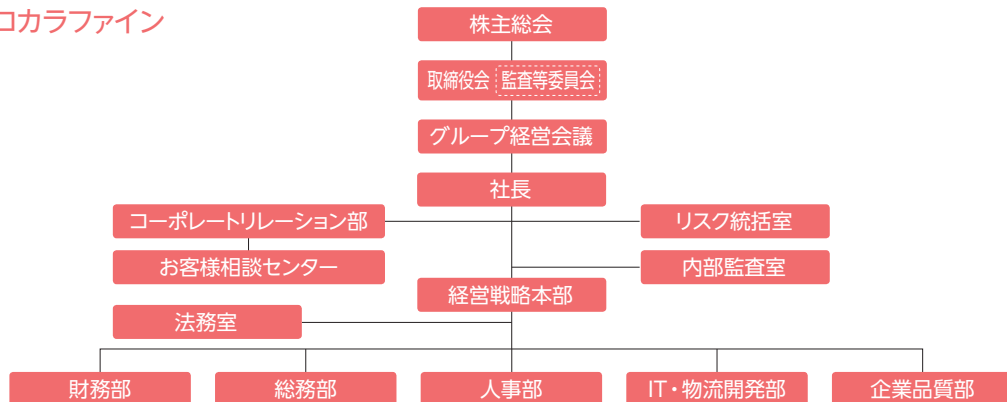 コカラファイン
株主総会
取締役会 監査等委員会
グループ経営会議
社長
コーポレートリレーション部
リスク統括室
お客様相談センター
内部監査室
経営戦略本部
法務室
財務部
総務部
人事部
IT・物流開発部
企業品質部